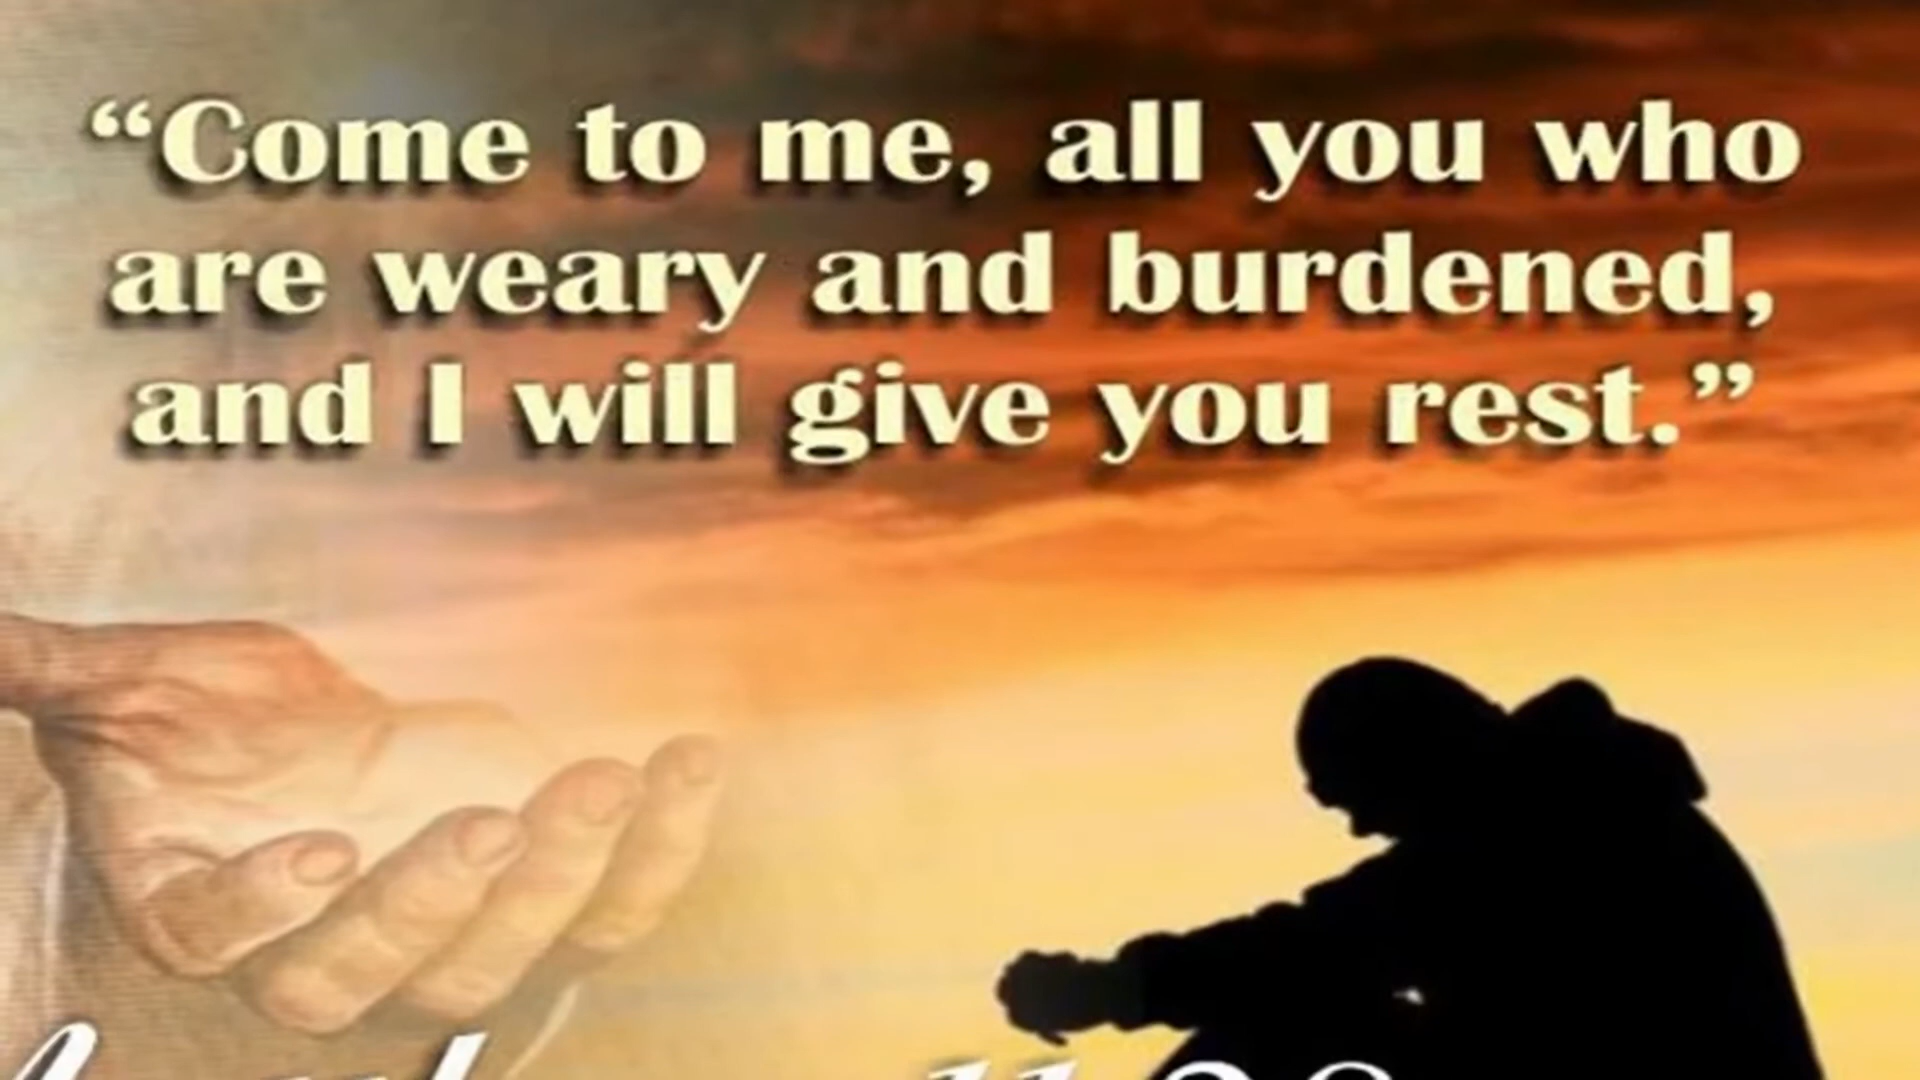 “Come to me, all you who
are weary and burdened,
and I will give you rest.”